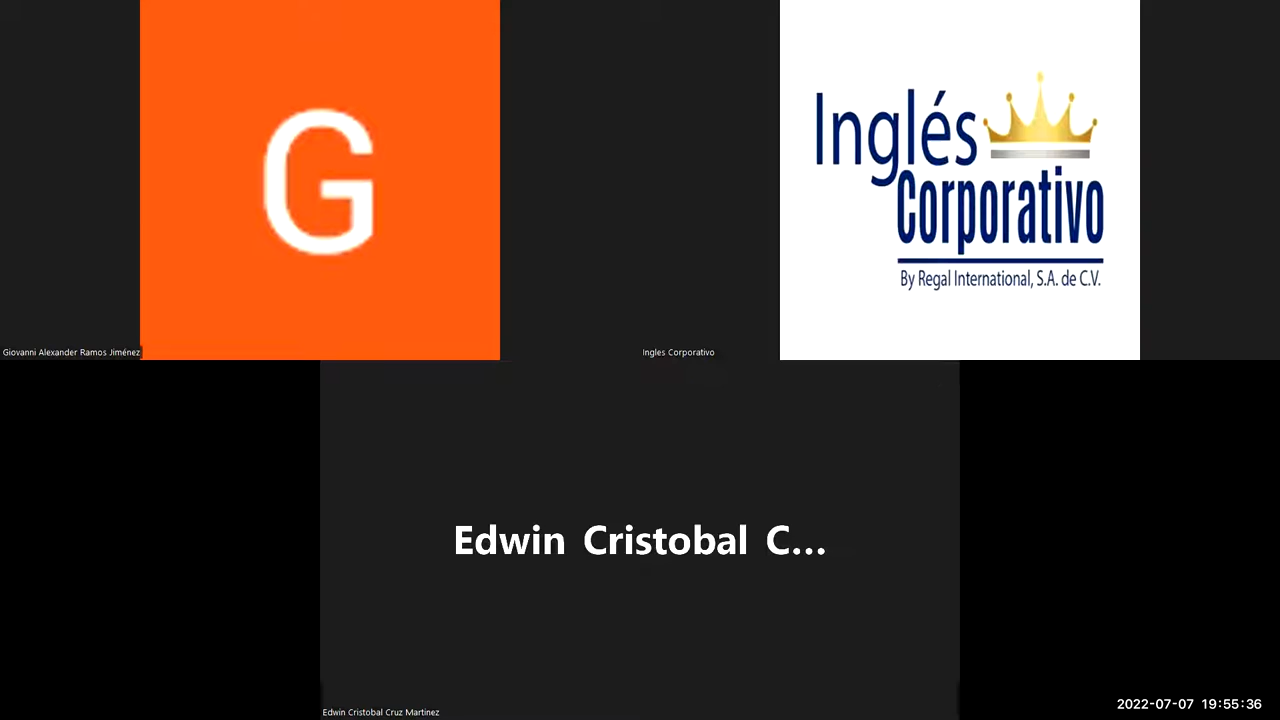 G
Giovanni Alexander Ramos Jiménez
Inglés
Corporativo
By Regal International, S.A. de C.V.
Ingles Corporativo
Edwin Cristobal C...
Edwin Cristobal Cruz Martinez
2022-07-07 19:55:36